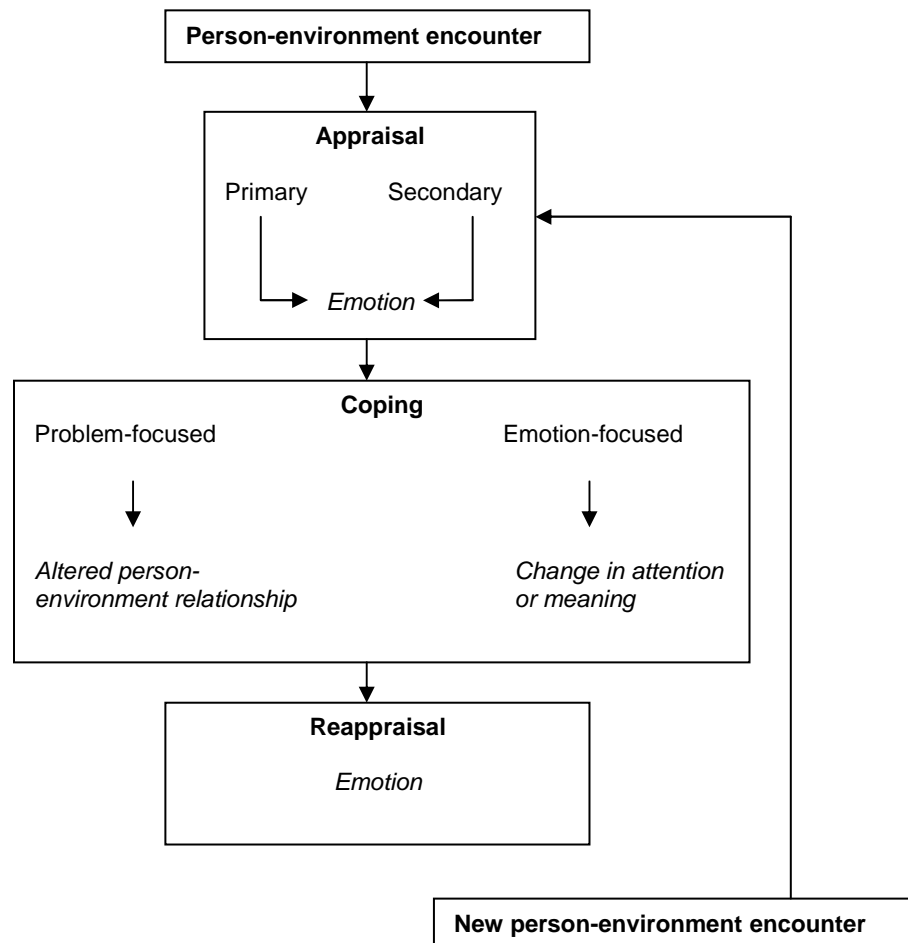 Person-environment encounter
Appraisal
Primary Secondary
Emotion
Coping
Problem-focused Emotion-focused
Altered person- Change in attention
environment relationship or meaning
Reappraisal
Emotion
New person-environment encounter